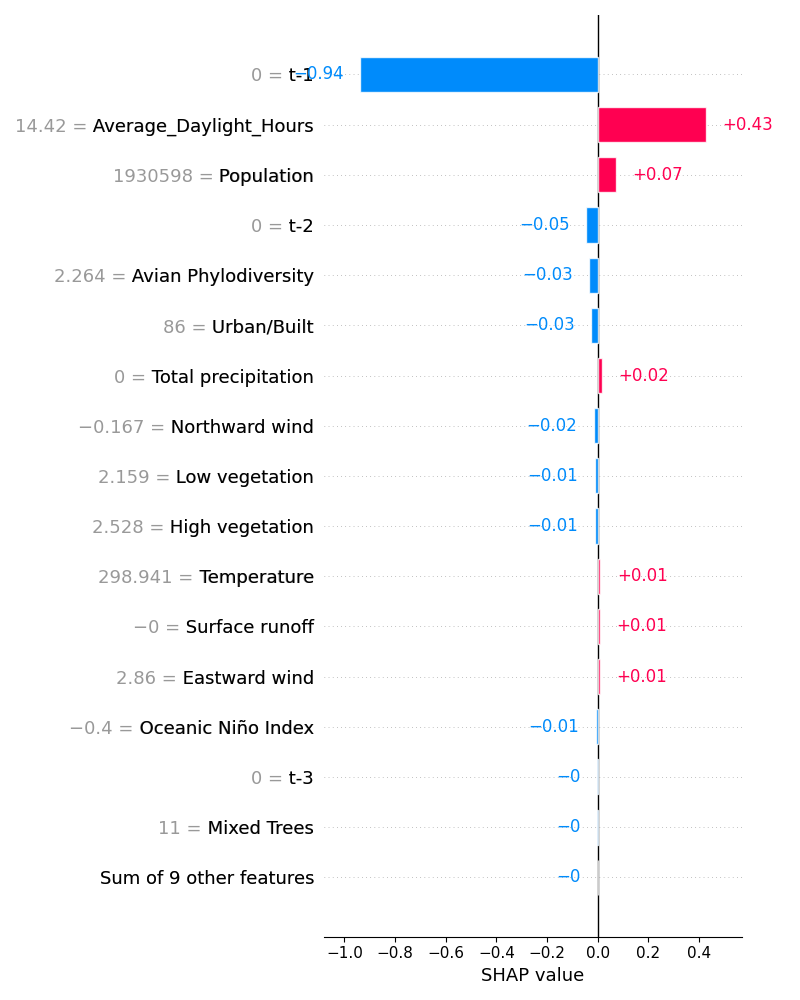 0 = t-1 −0.94
14.42 = Average_Daylight_Hours +0.43
1930598 = Population +0.07
0 = t-2 −0.05
2.264 = Avian Phylodiversity −0.03
86 = Urban/Built −0.03
0 = Total precipitation +0.02
−0.167 = Northward wind −0.02
2.159 = Low vegetation −0.01
2.528 = High vegetation −0.01
298.941 = Temperature +0.01
−0 = Surface runoff +0.01
2.86 = Eastward wind +0.01
−0.4 = Oceanic Niño Index −0.01
0 = t-3 −0
11 = Mixed Trees −0
Sum of 9 other features −0
−1.0 −0.8 −0.6 −0.4 −0.2 0.0 0.2 0.4
SHAP value